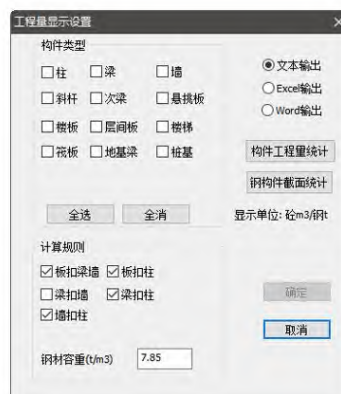 工程量显示设置
构件类型
柱 梁 墙
文本输出
Excel输出
斜杆 次梁 悬挑板
Word输出
楼板 层间板 楼梯
构件工程量统计
筏板 地基梁 桩基
钢构件截面统计
全选 全消
显示单位: 砼m3/钢t
计算规则
板扣梁墙 板扣柱
梁扣墙 梁扣柱
确定
墙扣柱
取消
钢材容重(t/m3) 7.85